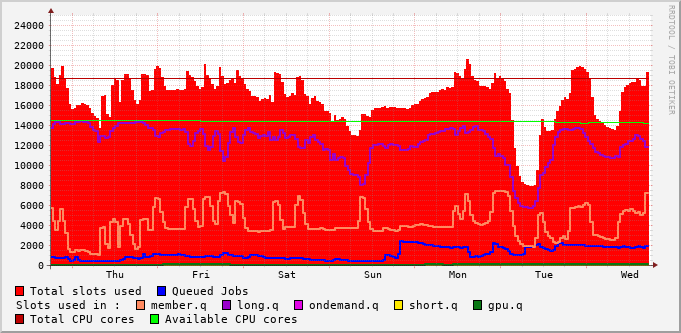 24000
22000
20000
18000
16000
14000
12000
10000
8000
6000
4000
2000
0
Thu Fri Sat Sun Mon Tue Wed
RRDTOOL / TOBI OETIKER
Total slots used Queued Jobs
Slots used in : member.q long.q ondemand.q short.q gpu.q
Total CPU cores Available CPU cores